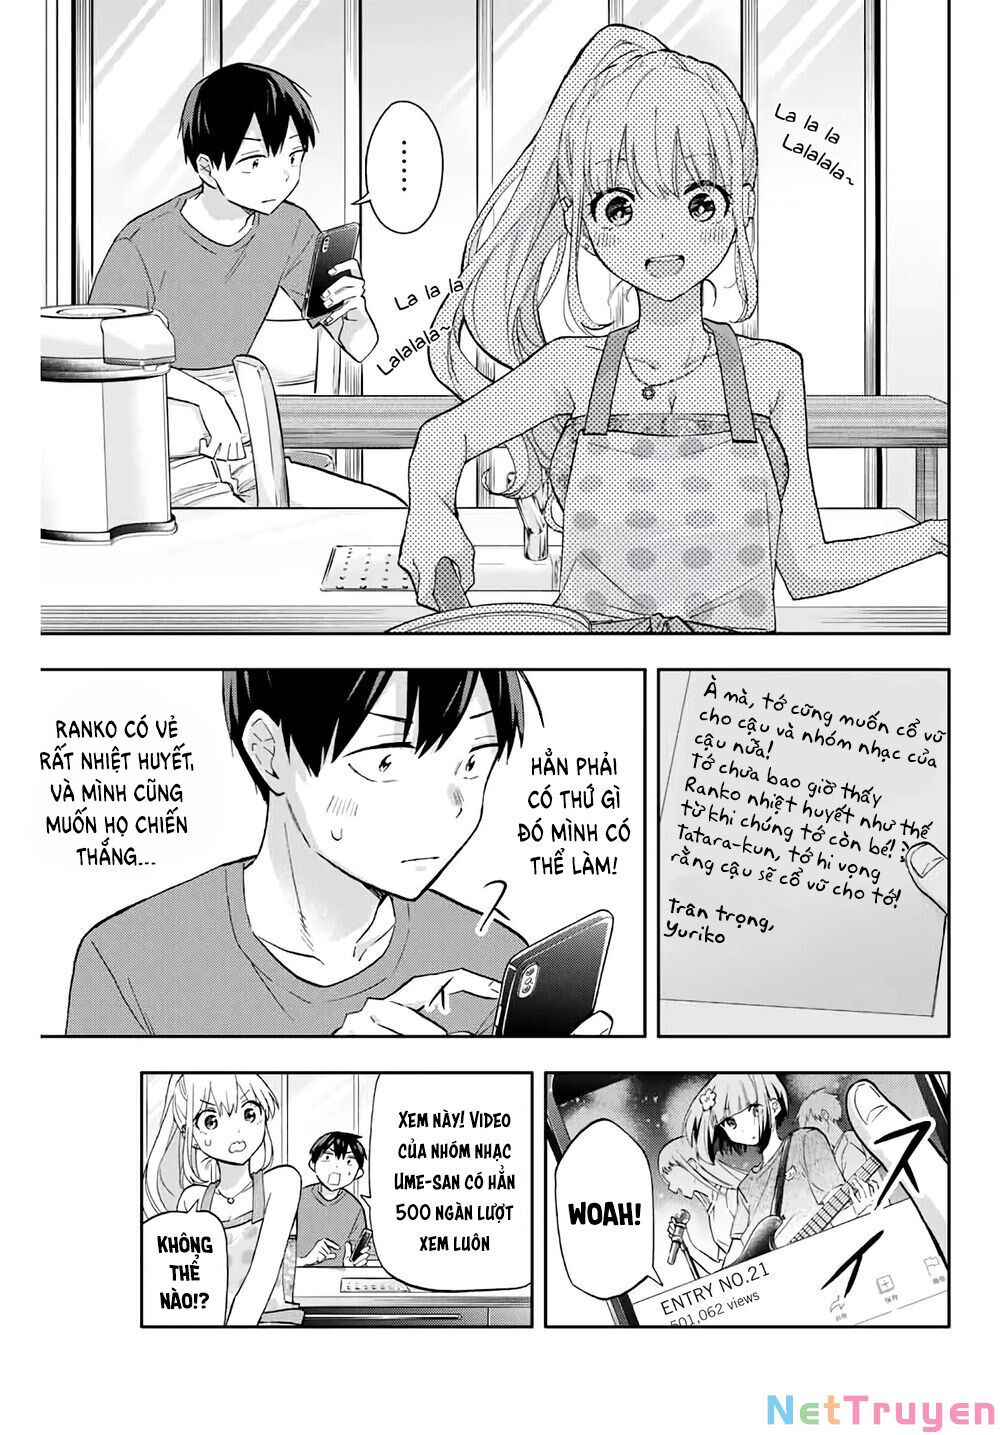 La la la
Lalalala~
......
La la la
Lalalala~
À mà, tớ cũng muốn cổ vũ
cho cậu và nhóm nhạc của
cậu nữa!
Tớ chưa bao giờ thấy
Ranko nhiệt huyết như thế
từ khi chúng tớ còn bé!
Tatara-kun, tớ hi vọng
rằng cậu sẽ cổ vũ cho tớ!
Trân trọng,
Yuriko
HẲN PHẢI
CÓ THỨ GÌ
ĐÓ MÌNH CÓ
THỂ LÀM!
RANKO CÓ VẺ
RẤT NHIỆT HUYẾT,
VÀ MÌNH CŨNG
MUỐN HỌ CHIẾN
THẮNG...
WOAH!
ENTRY NO.21
501,062 views
XEM NÀY! VIDEO
CỦA NHÓM NHẠC
UME-SAN CÓ HẲN
500 NGÀN LƯỢT
XEM LUÔN
KHÔNG
THỂ
NÀO!?
NetTruyen